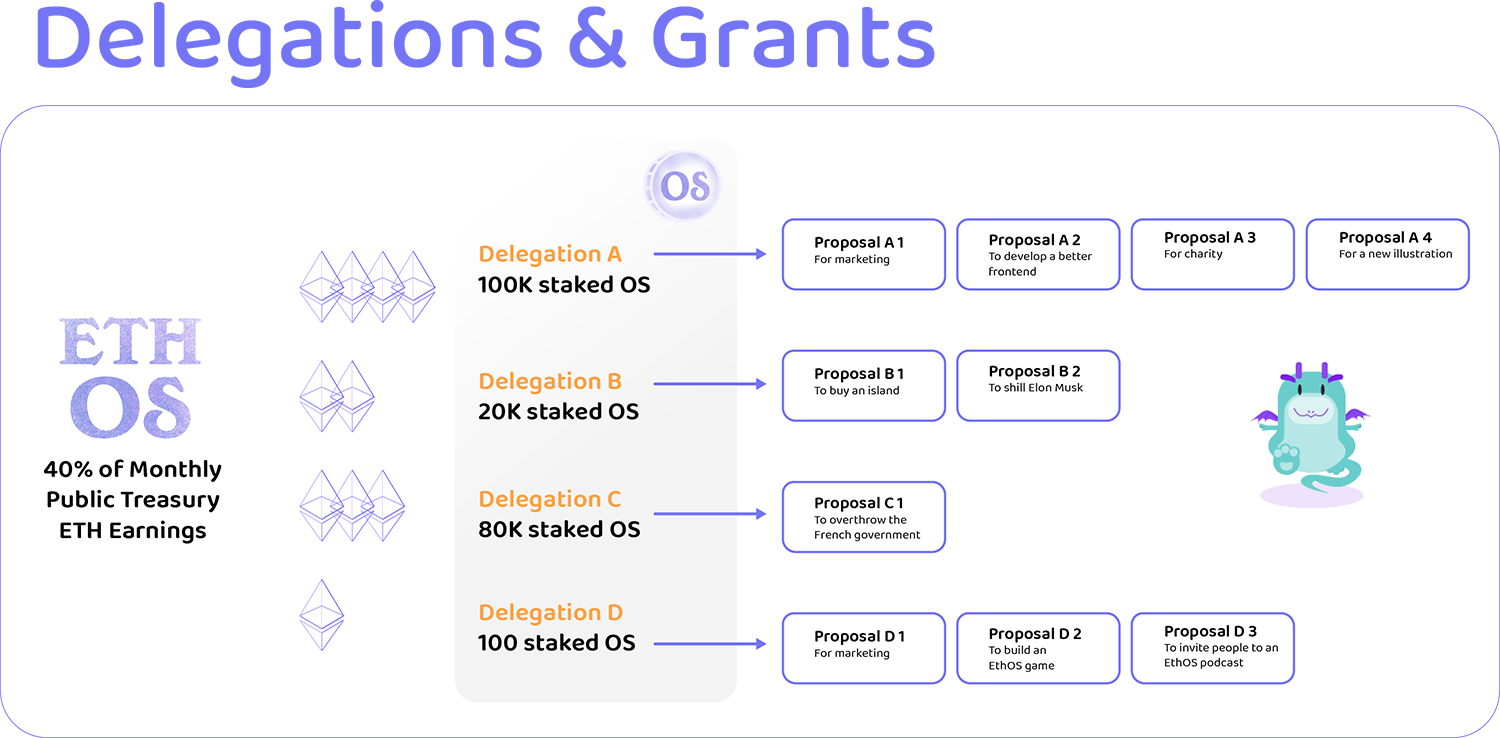 Delegations & Grants
ETH
OS
40% of Monthly
Public Treasury
ETH Earnings
OS
Delegation A
100K staked OS
Proposal A 1
For marketing
Proposal A 2
To develop a better
frontend
Proposal A 3
For charity
Proposal A 4
For a new illustration
Delegation B
20K staked OS
Proposal B 1
To buy an island
Proposal B 2
To shill Elon Musk
Delegation C
80K staked OS
Proposal C 1
To overthrow the
French government
Delegation D
100 staked OS
Proposal D 1
For marketing
Proposal D 2
To build an
EthOS game
Proposal D 3
To invite people to an
EthOS podcast